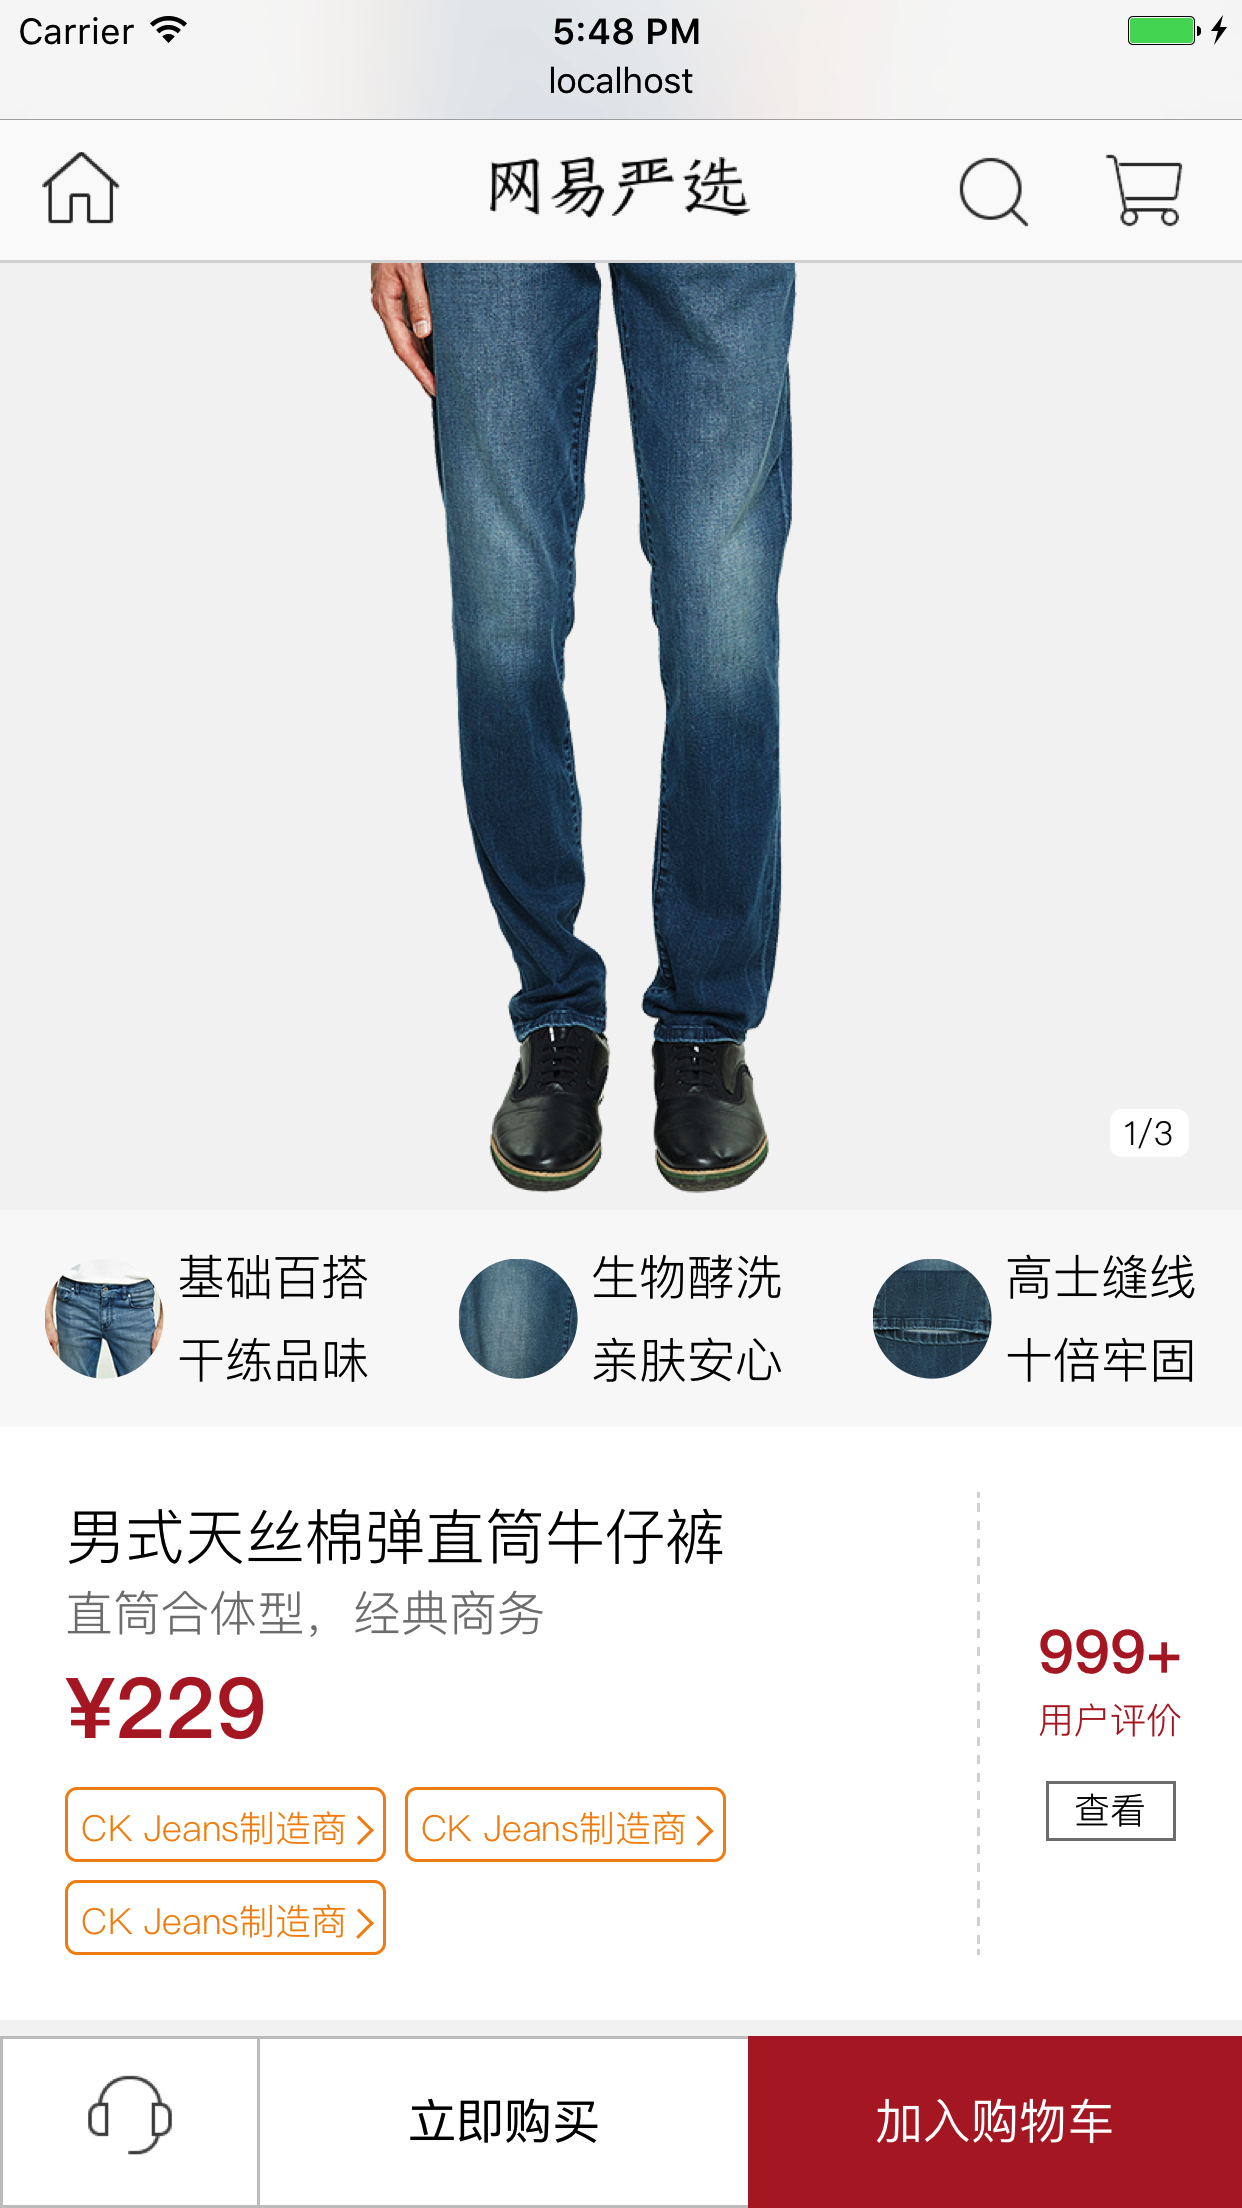 Carrier 5:48 PM
localhost
网易严选
1/3
基础百搭
干练品味
生物酵洗
亲肤安心
高士缝线
十倍牢固
男式天丝棉弹直筒牛仔裤
直筒合体型，经典商务
¥229
CK Jeans制造商
CK Jeans制造商
CK Jeans制造商
999+
用户评价
查看
立即购买
加入购物车